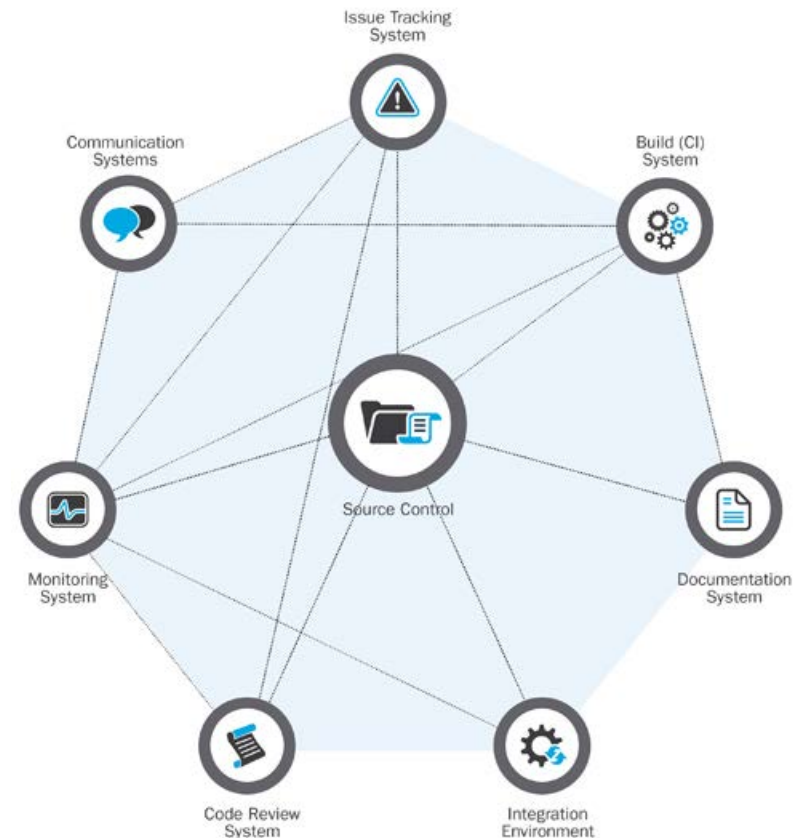 Issue Tracking
System
Communication
Systems
Build (CI)
System
Source Control
Monitoring
System
Documentation
System
Code Review
System
Integration
Environment